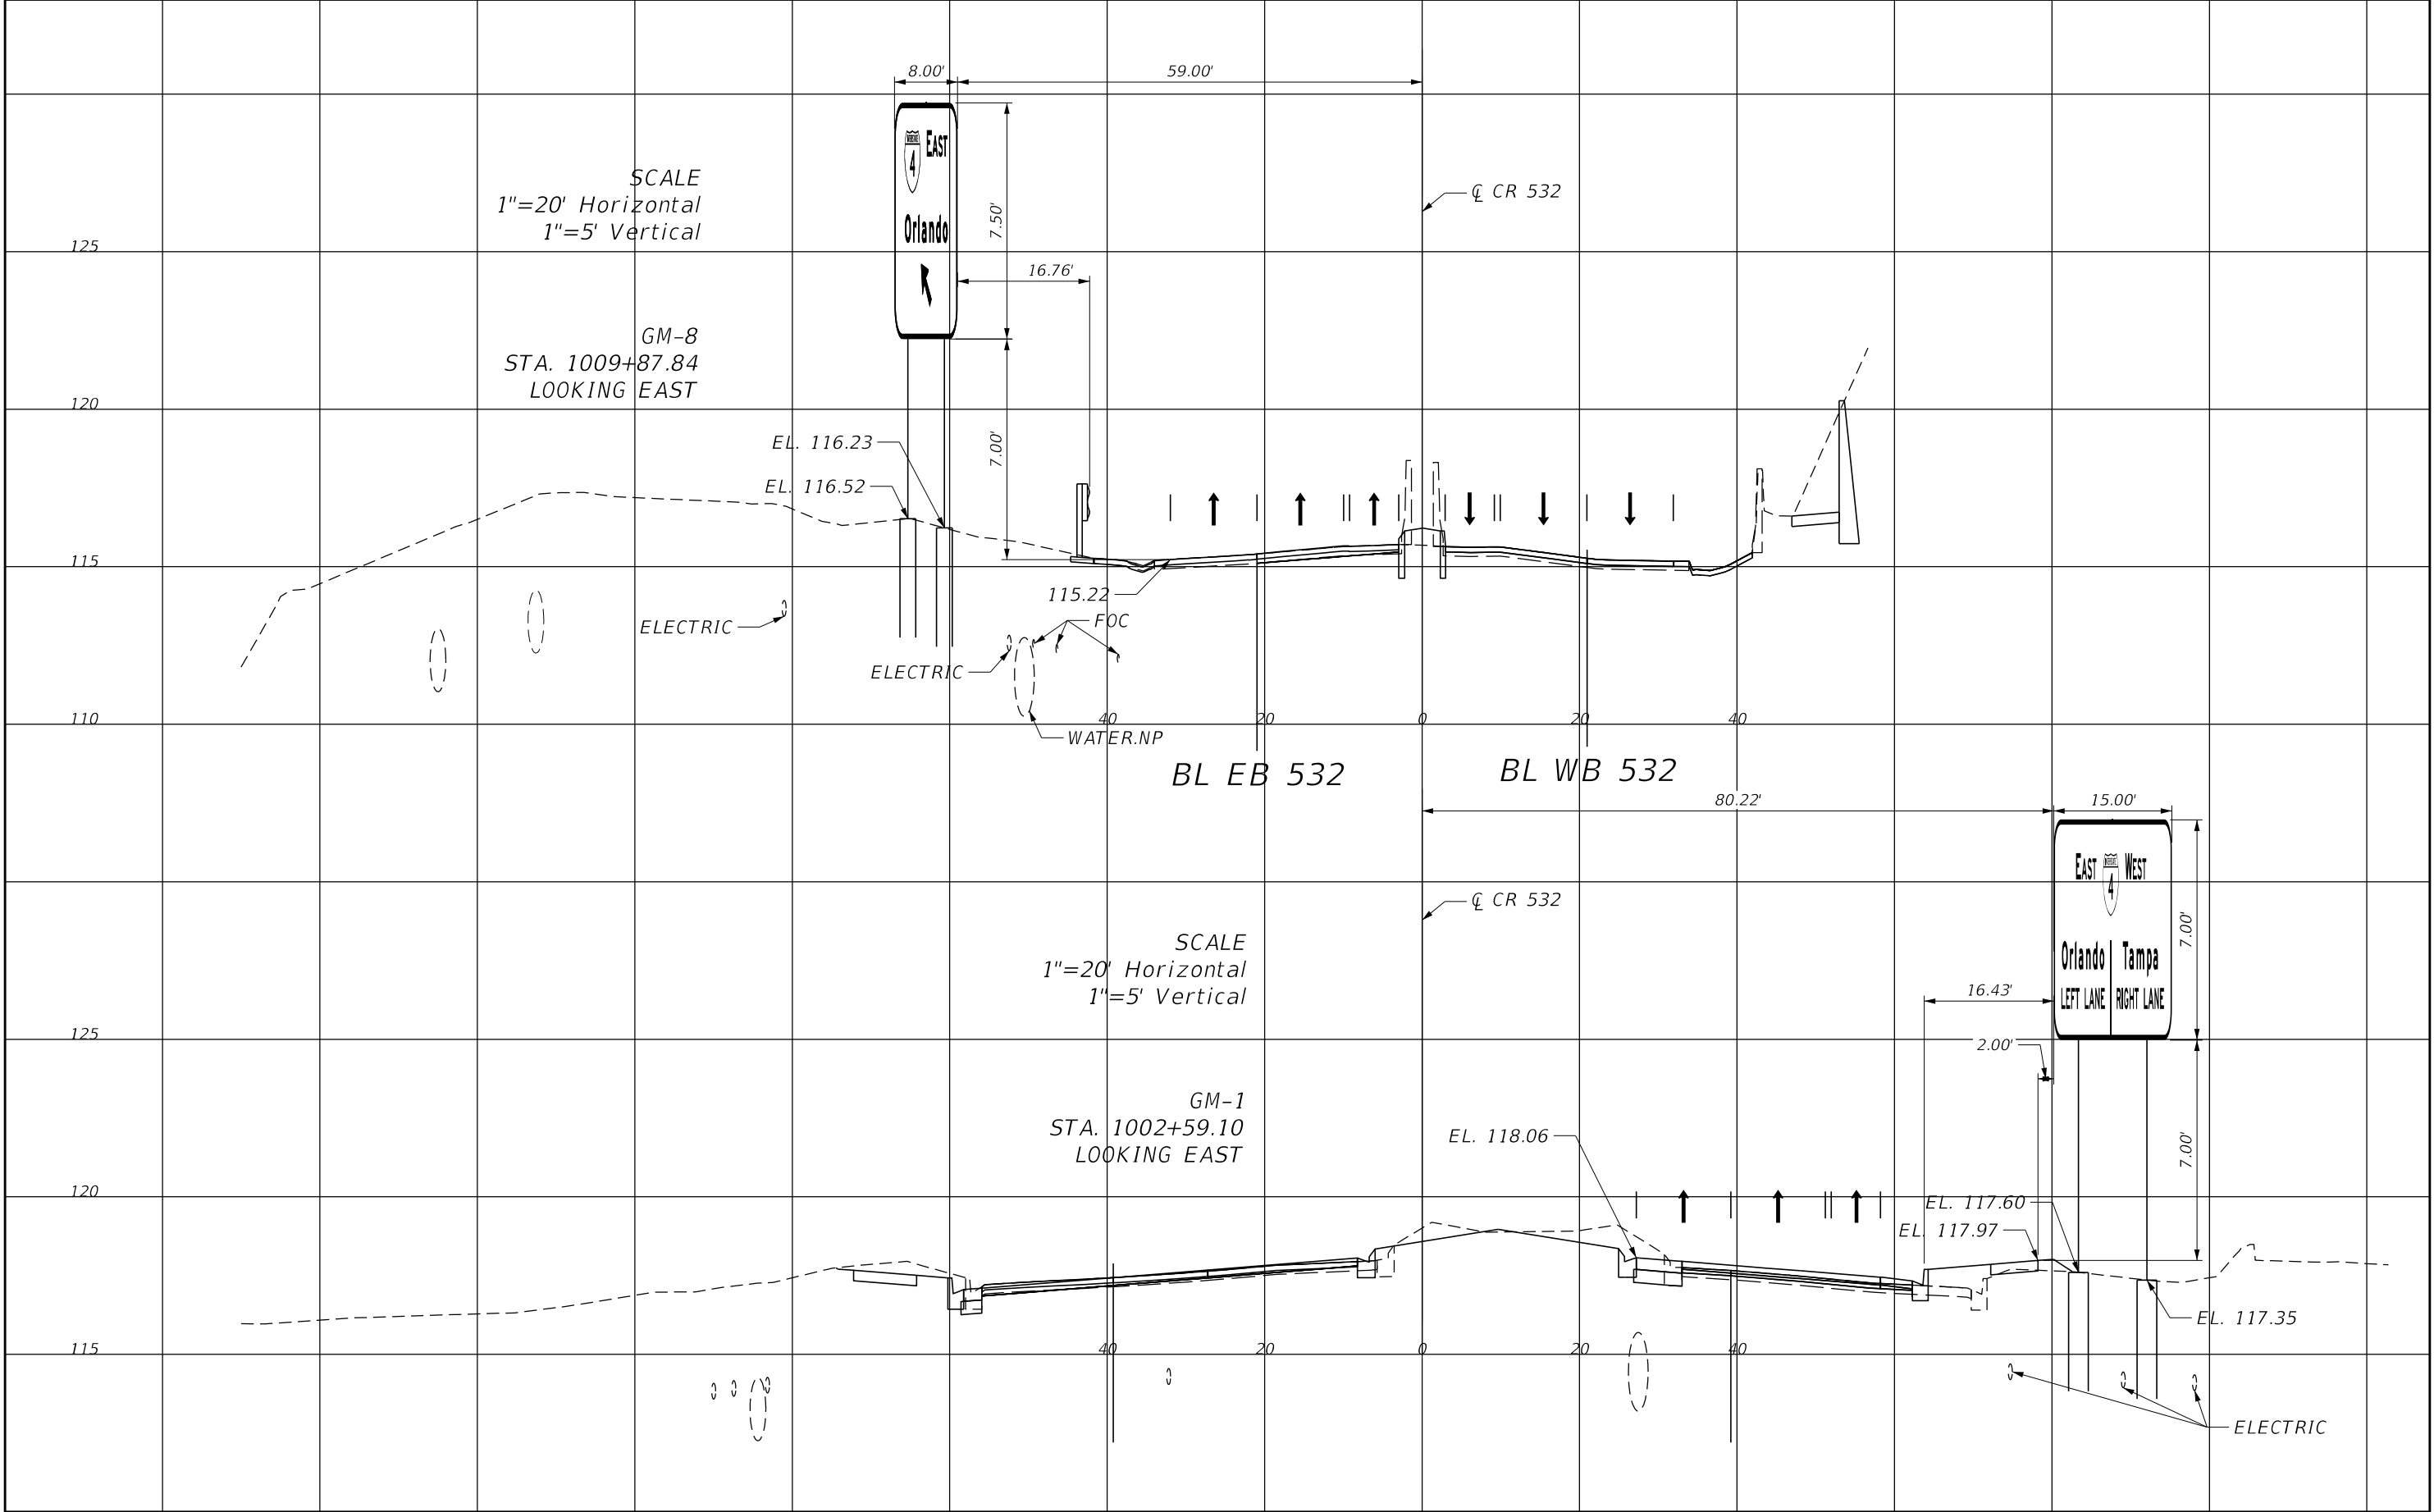 8.00' 59.00'
EAST
4
Orlando
SCALE
1"=20' Horizontal
1"=5' Vertical
7.50'
16.76'
℄ CR 532
125
GM-8
STA. 1009+87.84
LOOKING EAST
120
7.00'
EL. 116.23
EL. 116.52
115
115.22
FOC
ELECTRIC
ELECTRIC
WATER.NP
110 40 20 0 20 40
BL EB 532 BL WB 532
80.22' 15.00'
EAST 4 WEST
Orlando Tampa
LEFT LANE RIGHT LANE
7.00'
℄ CR 532
SCALE
1"=20' Horizontal
1"=5' Vertical
16.43'
2.00'
125
GM-1
STA. 1002+59.10
LOOKING EAST
EL. 118.06
7.00'
120
EL. 117.60
EL. 117.97
EL. 117.35
115 40 20 0 20 40
ELECTRIC